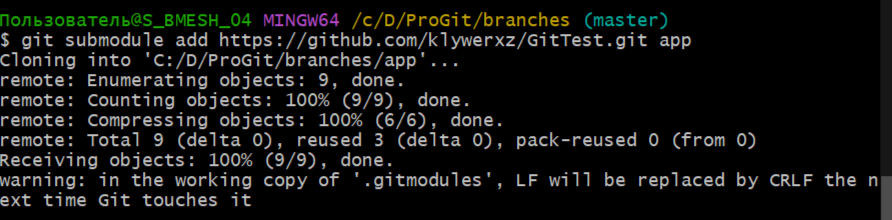 Пользователь@S_BMESH_04 MINGW64 /c/D/ProGit/branches (master)
$ git submodule add https://github.com/klywerxz/GitTest.git app
Cloning into 'C:/D/ProGit/branches/app'...
remote: Enumerating objects: 9, done.
remote: Counting objects: 100% (9/9), done.
remote: Compressing objects: 100% (6/6), done.
remote: Total 9 (delta 0), reused 3 (delta 0), pack-reused 0 (from 0)
Receiving objects: 100% (9/9), done.
warning: in the working copy of '.gitmodules', LF will be replaced by CRLF the n
ext time Git touches it